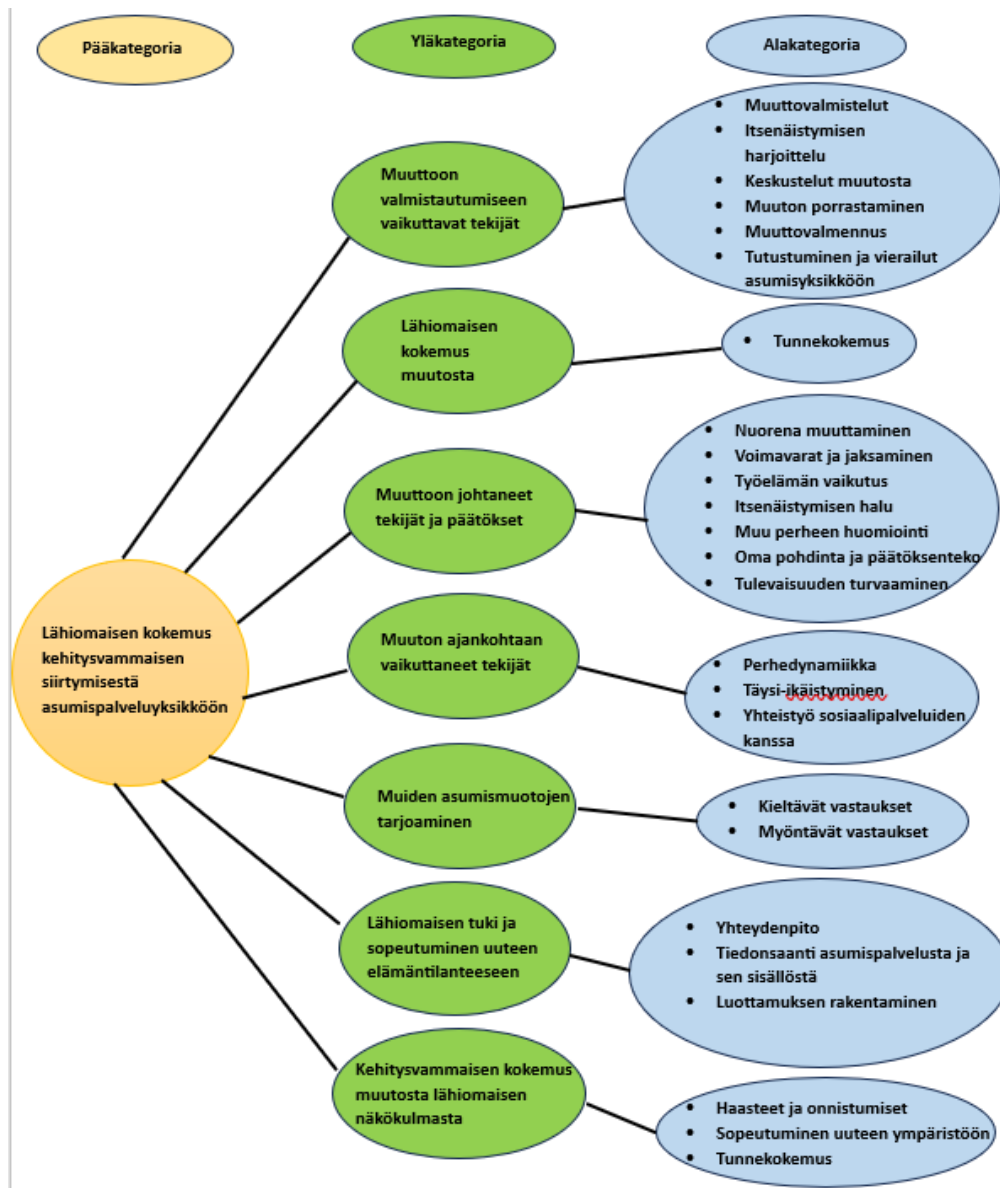 Pääkategoria
Yläkategoria
Alakategoria
Lähiomaisen kokemus
kehitysvammaisen
siirtymisestä
asumispalveluyksikköön
Muuttoon
valmistautumiseen
vaikuttavat tekijät
• Muuttovalmistelut
• Itsenäistymisen
harjoittelu
• Keskustelut muutosta
• Muuton porrastaminen
• Muuttovalmennus
• Tutustuminen ja vierailut
asumisyksikköön
Lähiomaisen
kokemus
muutosta
• Tunnekokemus
Muuttoon johtaneet
tekijät ja päätökset
• Nuorena muuttaminen
• Voimavarat ja jaksaminen
• Työelämän vaikutus
• Itsenäistymisen halu
• Muu perheen huomiointi
• Oma pohdinta ja päätöksenteko
• Tulevaisuuden turvaaminen
Muuton ajankohtaan
vaikuttaneet tekijät
• Perhedynamiikka
• Täysi-ikäistyminen
• Yhteistyö sosiaalipalveluiden
kanssa
Muiden asumismuotojen
tarjoaminen
• Kieltävät vastaukset
• Myöntävät vastaukset
Lähiomaisen tuki ja
sopeutuminen uuteen
elämäntilanteeseen
• Yhteydenpito
• Tiedonsaanti asumispalvelusta ja
sen sisällöstä
• Luottamuksen rakentaminen
Kehitysvammaisen kokemus
muutosta lähiomaisen
näkökulmasta
• Haasteet ja onnistumiset
• Sopeutuminen uuteen ympäristöön
• Tunnekokemus